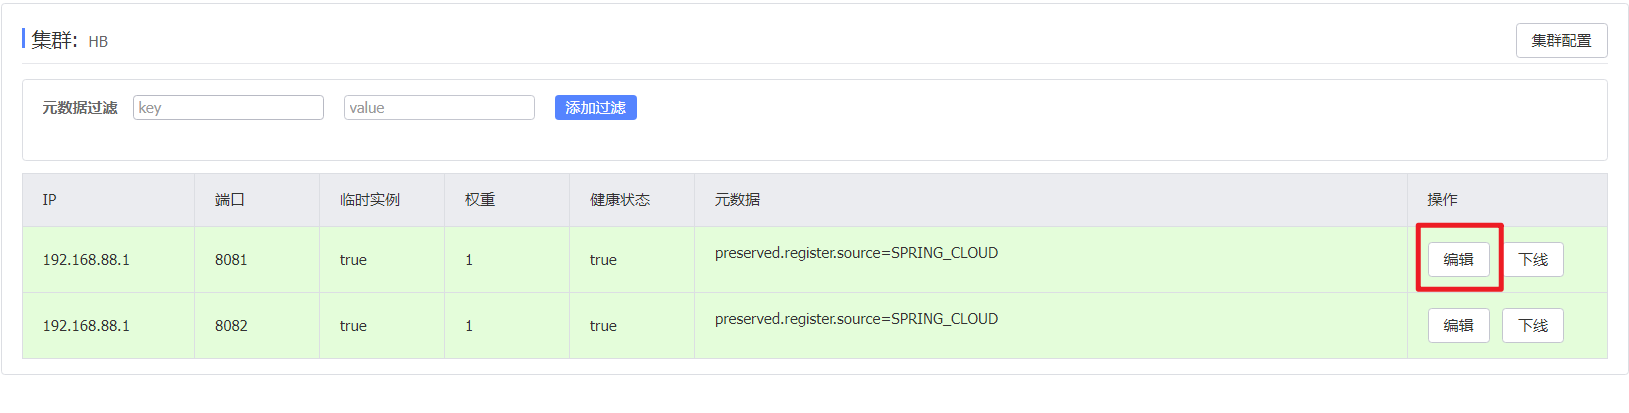 集群: HB 集群配置
元数据过滤 key value 添加过滤
IP 端口 临时实例 权重 健康状态 元数据 操作
192.168.88.1 8081 true 1 true preserved.register.source=SPRING_CLOUD 编辑 下线
192.168.88.1 8082 true 1 true preserved.register.source=SPRING_CLOUD 编辑 下线